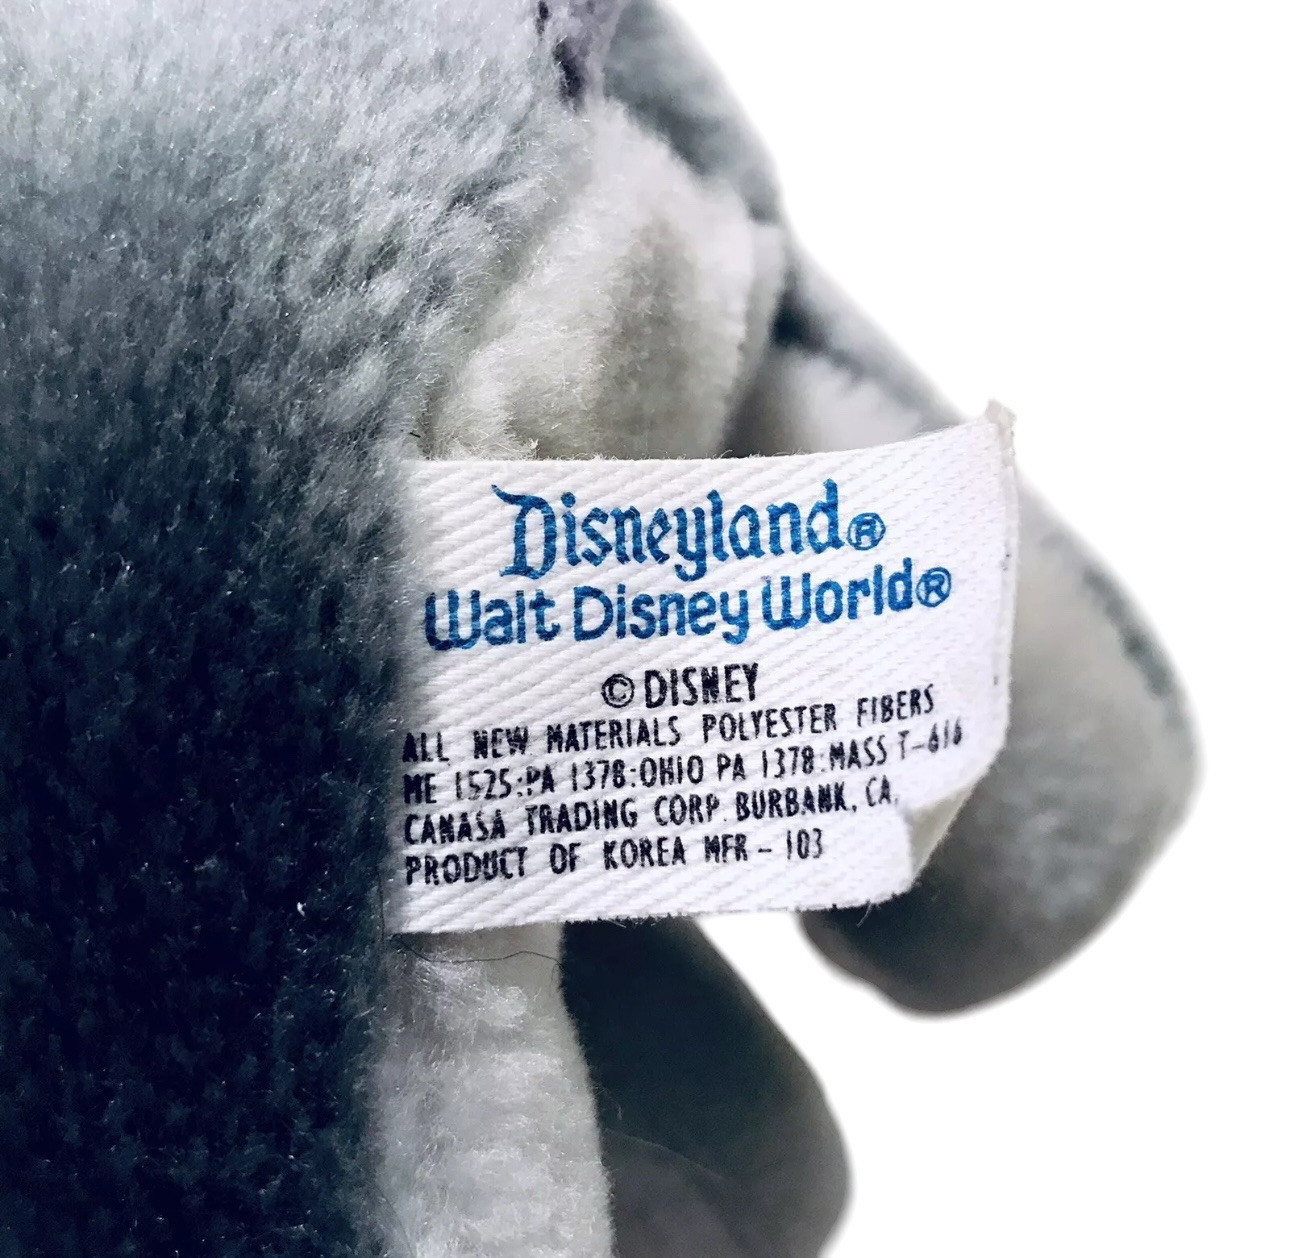 Disneyland®
Walt Disney World®
© DISNEY
ALL NEW MATERIALS POLYESTER FIBERS
ME 1525:PA 1378:OHIO PA 1378:MASS T-616
CANASA TRADING CORP. BURBANK, CA.
PRODUCT OF KOREA MFR - 103